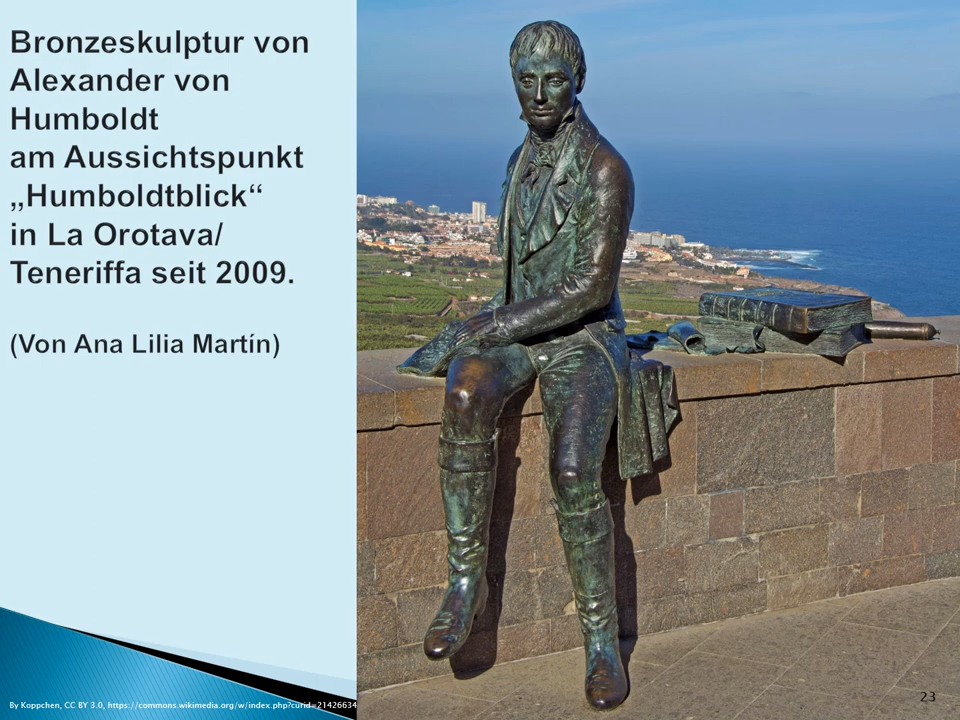 Bronzeskulptur von
Alexander von
Humboldt
am Aussichtspunkt
„Humboldtblick“
in La Orotava/
Teneriffa seit 2009.
(Von Ana Lilia Martín)
By Koppchen, CC BY 3.0, https://commons.wikimedia.org/w/index.php?curid=21426634
23